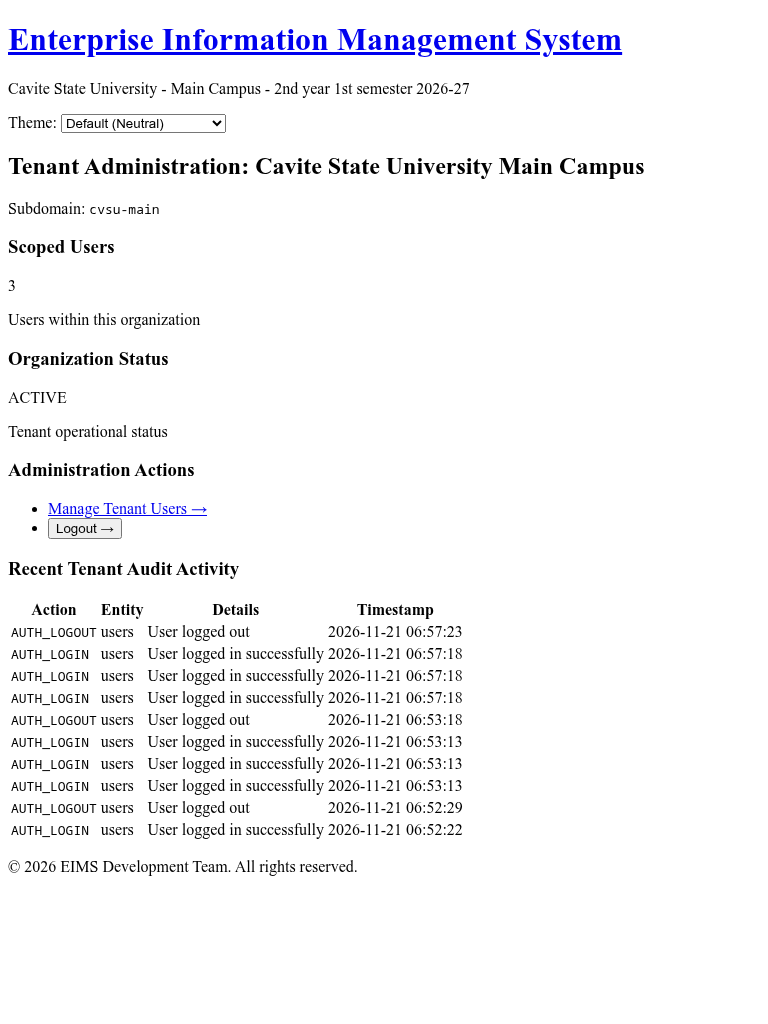 Enterprise Information Management System
Cavite State University - Main Campus - 2nd year 1st semester 2026-27
Theme: Default (Neutral)
Tenant Administration: Cavite State University Main Campus
Subdomain: cvsu-main
Scoped Users
3
Users within this organization
Organization Status
ACTIVE
Tenant operational status
Administration Actions
• Manage Tenant Users →
• Logout →
Recent Tenant Audit Activity
Action Entity Details Timestamp
AUTH_LOGOUT users User logged out 2026-11-21 06:57:23
AUTH_LOGIN users User logged in successfully 2026-11-21 06:57:18
AUTH_LOGIN users User logged in successfully 2026-11-21 06:57:18
AUTH_LOGIN users User logged in successfully 2026-11-21 06:57:18
AUTH_LOGOUT users User logged out 2026-11-21 06:53:18
AUTH_LOGIN users User logged in successfully 2026-11-21 06:53:13
AUTH_LOGIN users User logged in successfully 2026-11-21 06:53:13
AUTH_LOGIN users User logged in successfully 2026-11-21 06:53:13
AUTH_LOGOUT users User logged out 2026-11-21 06:52:29
AUTH_LOGIN users User logged in successfully 2026-11-21 06:52:22
© 2026 EIMS Development Team. All rights reserved.